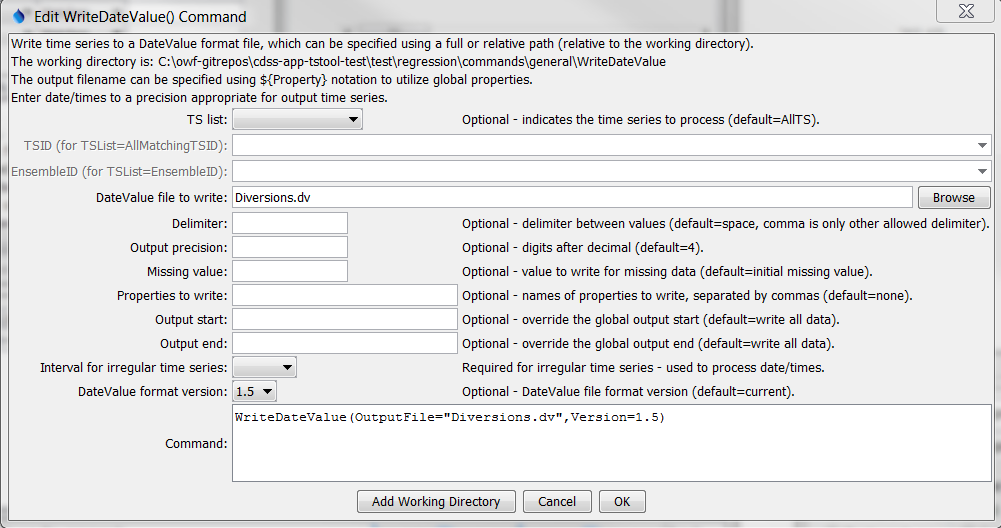 Edit WriteDateValue() Command
Write time series to a DateValue format file, which can be specified using a full or relative path (relative to the working directory).
The working directory is: C:\owf-gitrepos\cdss-app-tstool-test\test\regression\commands\general\WriteDateValue
The output filename can be specified using ${Property} notation to utilize global properties.
Enter date/times to a precision appropriate for output time series.
TS list: Optional - indicates the time series to process (default=AllTS).
TSID (for TSList=AllMatchingTSID):
EnsembleID (for TSList=EnsembleID):
DateValue file to write: Diversions.dv Browse
Delimiter: Optional - delimiter between values (default=space, comma is only other allowed delimiter).
Output precision: Optional - digits after decimal (default=4).
Missing value: Optional - value to write for missing data (default=initial missing value).
Properties to write: Optional - names of properties to write, separated by commas (default=none).
Output start: Optional - override the global output start (default=write all data).
Output end: Optional - override the global output end (default=write all data).
Interval for irregular time series: Required for irregular time series - used to process date/times.
DateValue format version: 1.5 Optional - DateValue file format version (default=current).
WriteDateValue(OutputFile="Diversions.dv",Version=1.5)
Command:
Add Working Directory Cancel OK